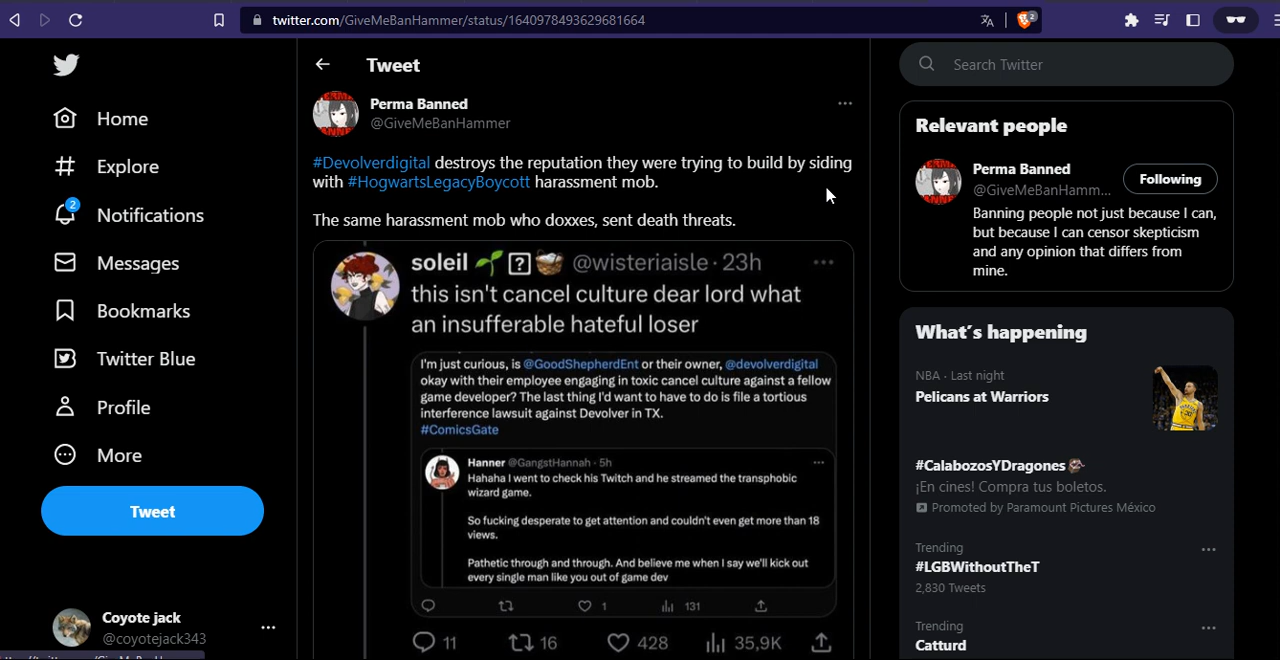 twitter.com/GiveMeBanHammer/status/1640978493629681664
2
Home
Explore
2
Notifications
Messages
Bookmarks
Twitter Blue
Profile
More
Tweet
Coyote jack
@coyotejack343
Tweet
Perma Banned
@GiveMeBanHammer
#Devolverdigital destroys the reputation they were trying to build by siding
with #HogwartsLegacyBoycott harassment mob.
The same harassment mob who doxxes, sent death threats.
soleil 🌱 ? 🧺 @wisteriaisle · 23h
this isn't cancel culture dear lord what
an insufferable hateful loser
I'm just curious, is @GoodShepherdEnt or their owner, @devolverdigital
okay with their employee engaging in toxic cancel culture against a fellow
game developer? The last thing I'd want to have to do is file a tortious
interference lawsuit against Devolver in TX.
#ComicsGate
Hanner @GangstHannah · 5h
Hahaha I went to check his Twitch and he streamed the transphobic
wizard game.
So fucking desperate to get attention and couldn't even get more than 18
views.
Pathetic through and through. And believe me when I say we'll kick out
every single man like you out of game dev
1 131
11 16 428 35,9K
Search Twitter
Relevant people
Perma Banned
@GiveMeBanHamm...
Following
Banning people not just because I can,
but because I can censor skepticism
and any opinion that differs from
mine.
What's happening
NBA · Last night
Pelicans at Warriors
#CalabozosYDragones
¡En cines! Compra tus boletos.
Promoted by Paramount Pictures México
Trending
#LGBWithoutTheT
2,830 Tweets
Trending
Catturd